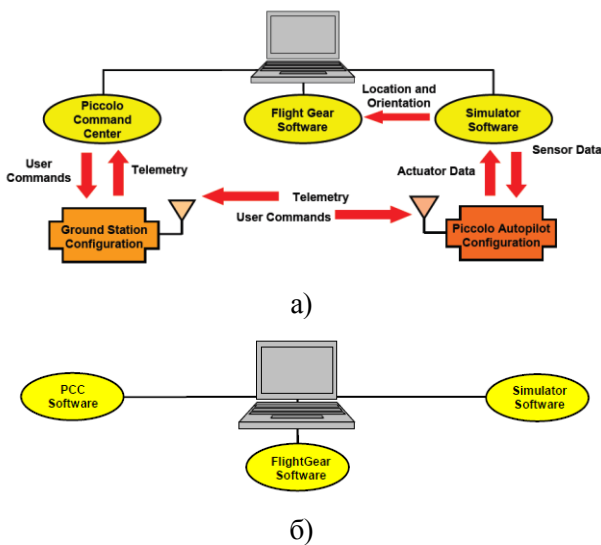 Piccolo
Command
Center
Flight Gear
Software
Location and
Orientation
Simulator
Software
User
Commands
Telemetry
Actuator Data
Sensor Data
Telemetry
User Commands
Ground Station
Configuration
Piccolo Autopilot
Configuration
а)
PCC
Software
Simulator
Software
FlightGear
Software
б)